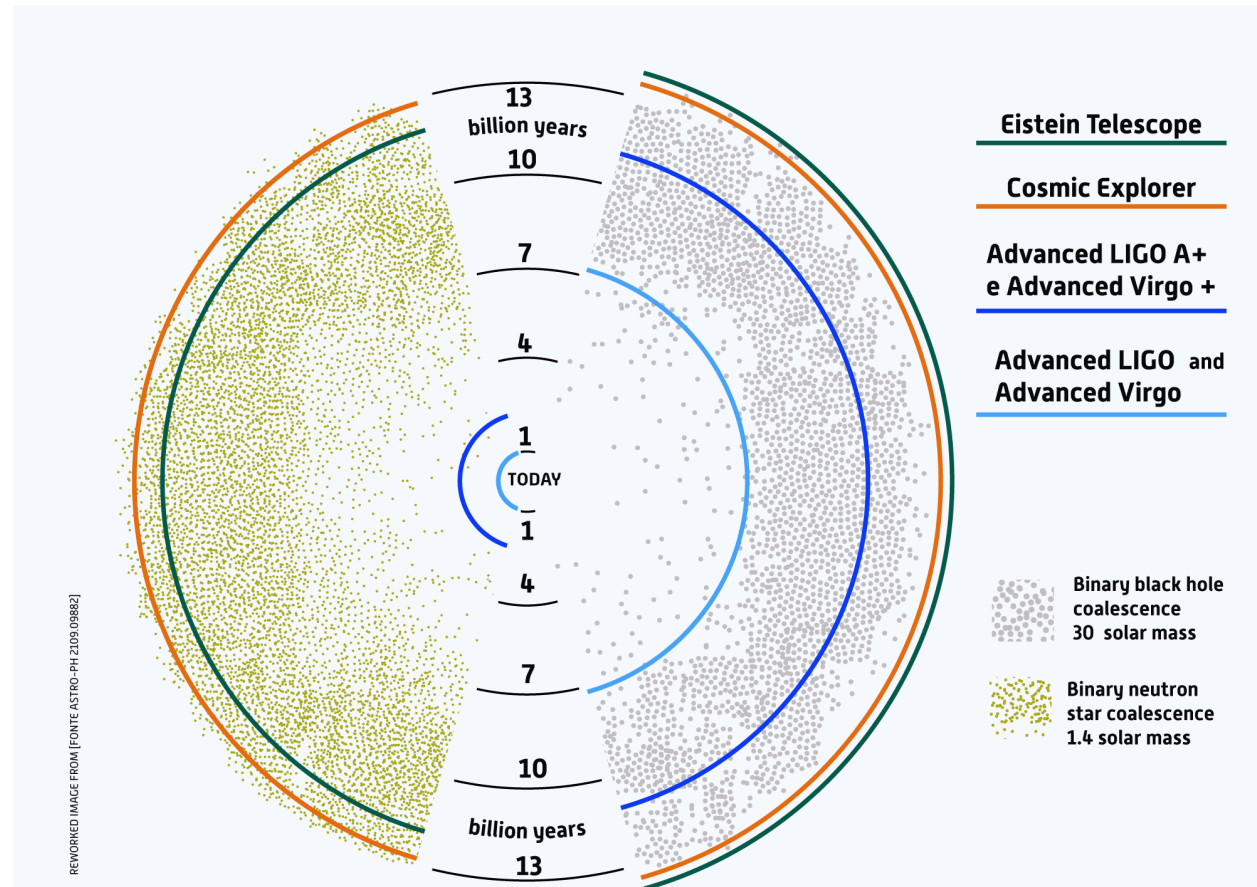 13
billion years
10
7
4
1
TODAY
1
4
7
10
billion years
13
Eistein Telescope
Cosmic Explorer
Advanced LIGO A+
e Advanced Virgo +
Advanced LIGO and
Advanced Virgo
Binary black hole
coalescence
30 solar mass
Binary neutron
star coalescence
1.4 solar mass
REWORKED IMAGE FROM [FONTE ASTRO-PH 2109.09882]